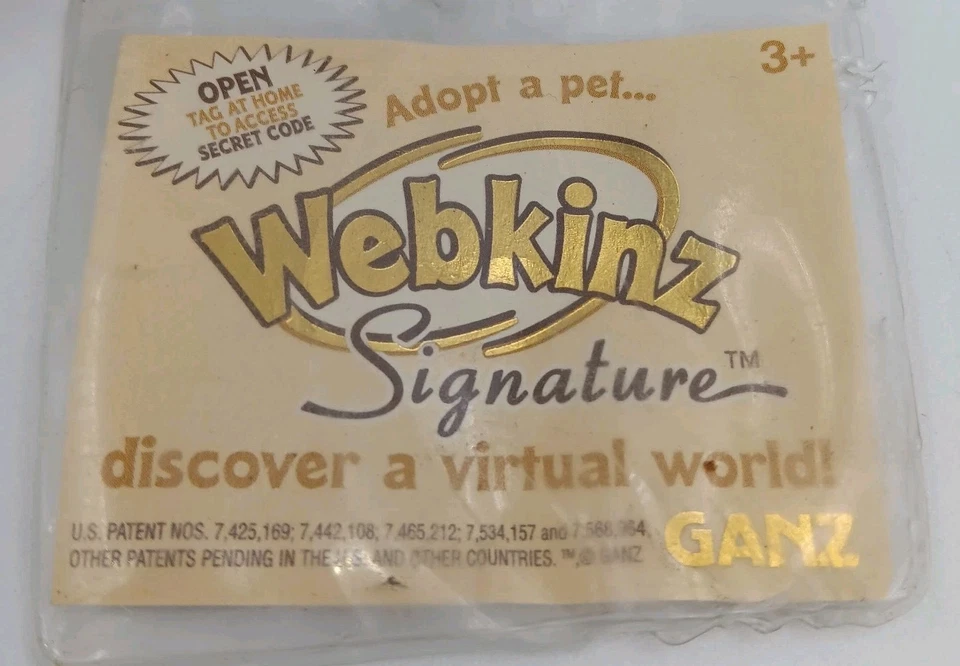 OPEN
TAG AT HOME
TO ACCESS
SECRET CODE
3+
Adopt a pet...
Webkinz
Signature™
discover a virtual world!
U.S. PATENT NOS. 7,425,169; 7,442,108; 7,465,212; 7,534,157 and
OTHER PATENTS PENDING IN THE U.S. AND OTHER COUNTRIES. ™,© GANZ
GANZ